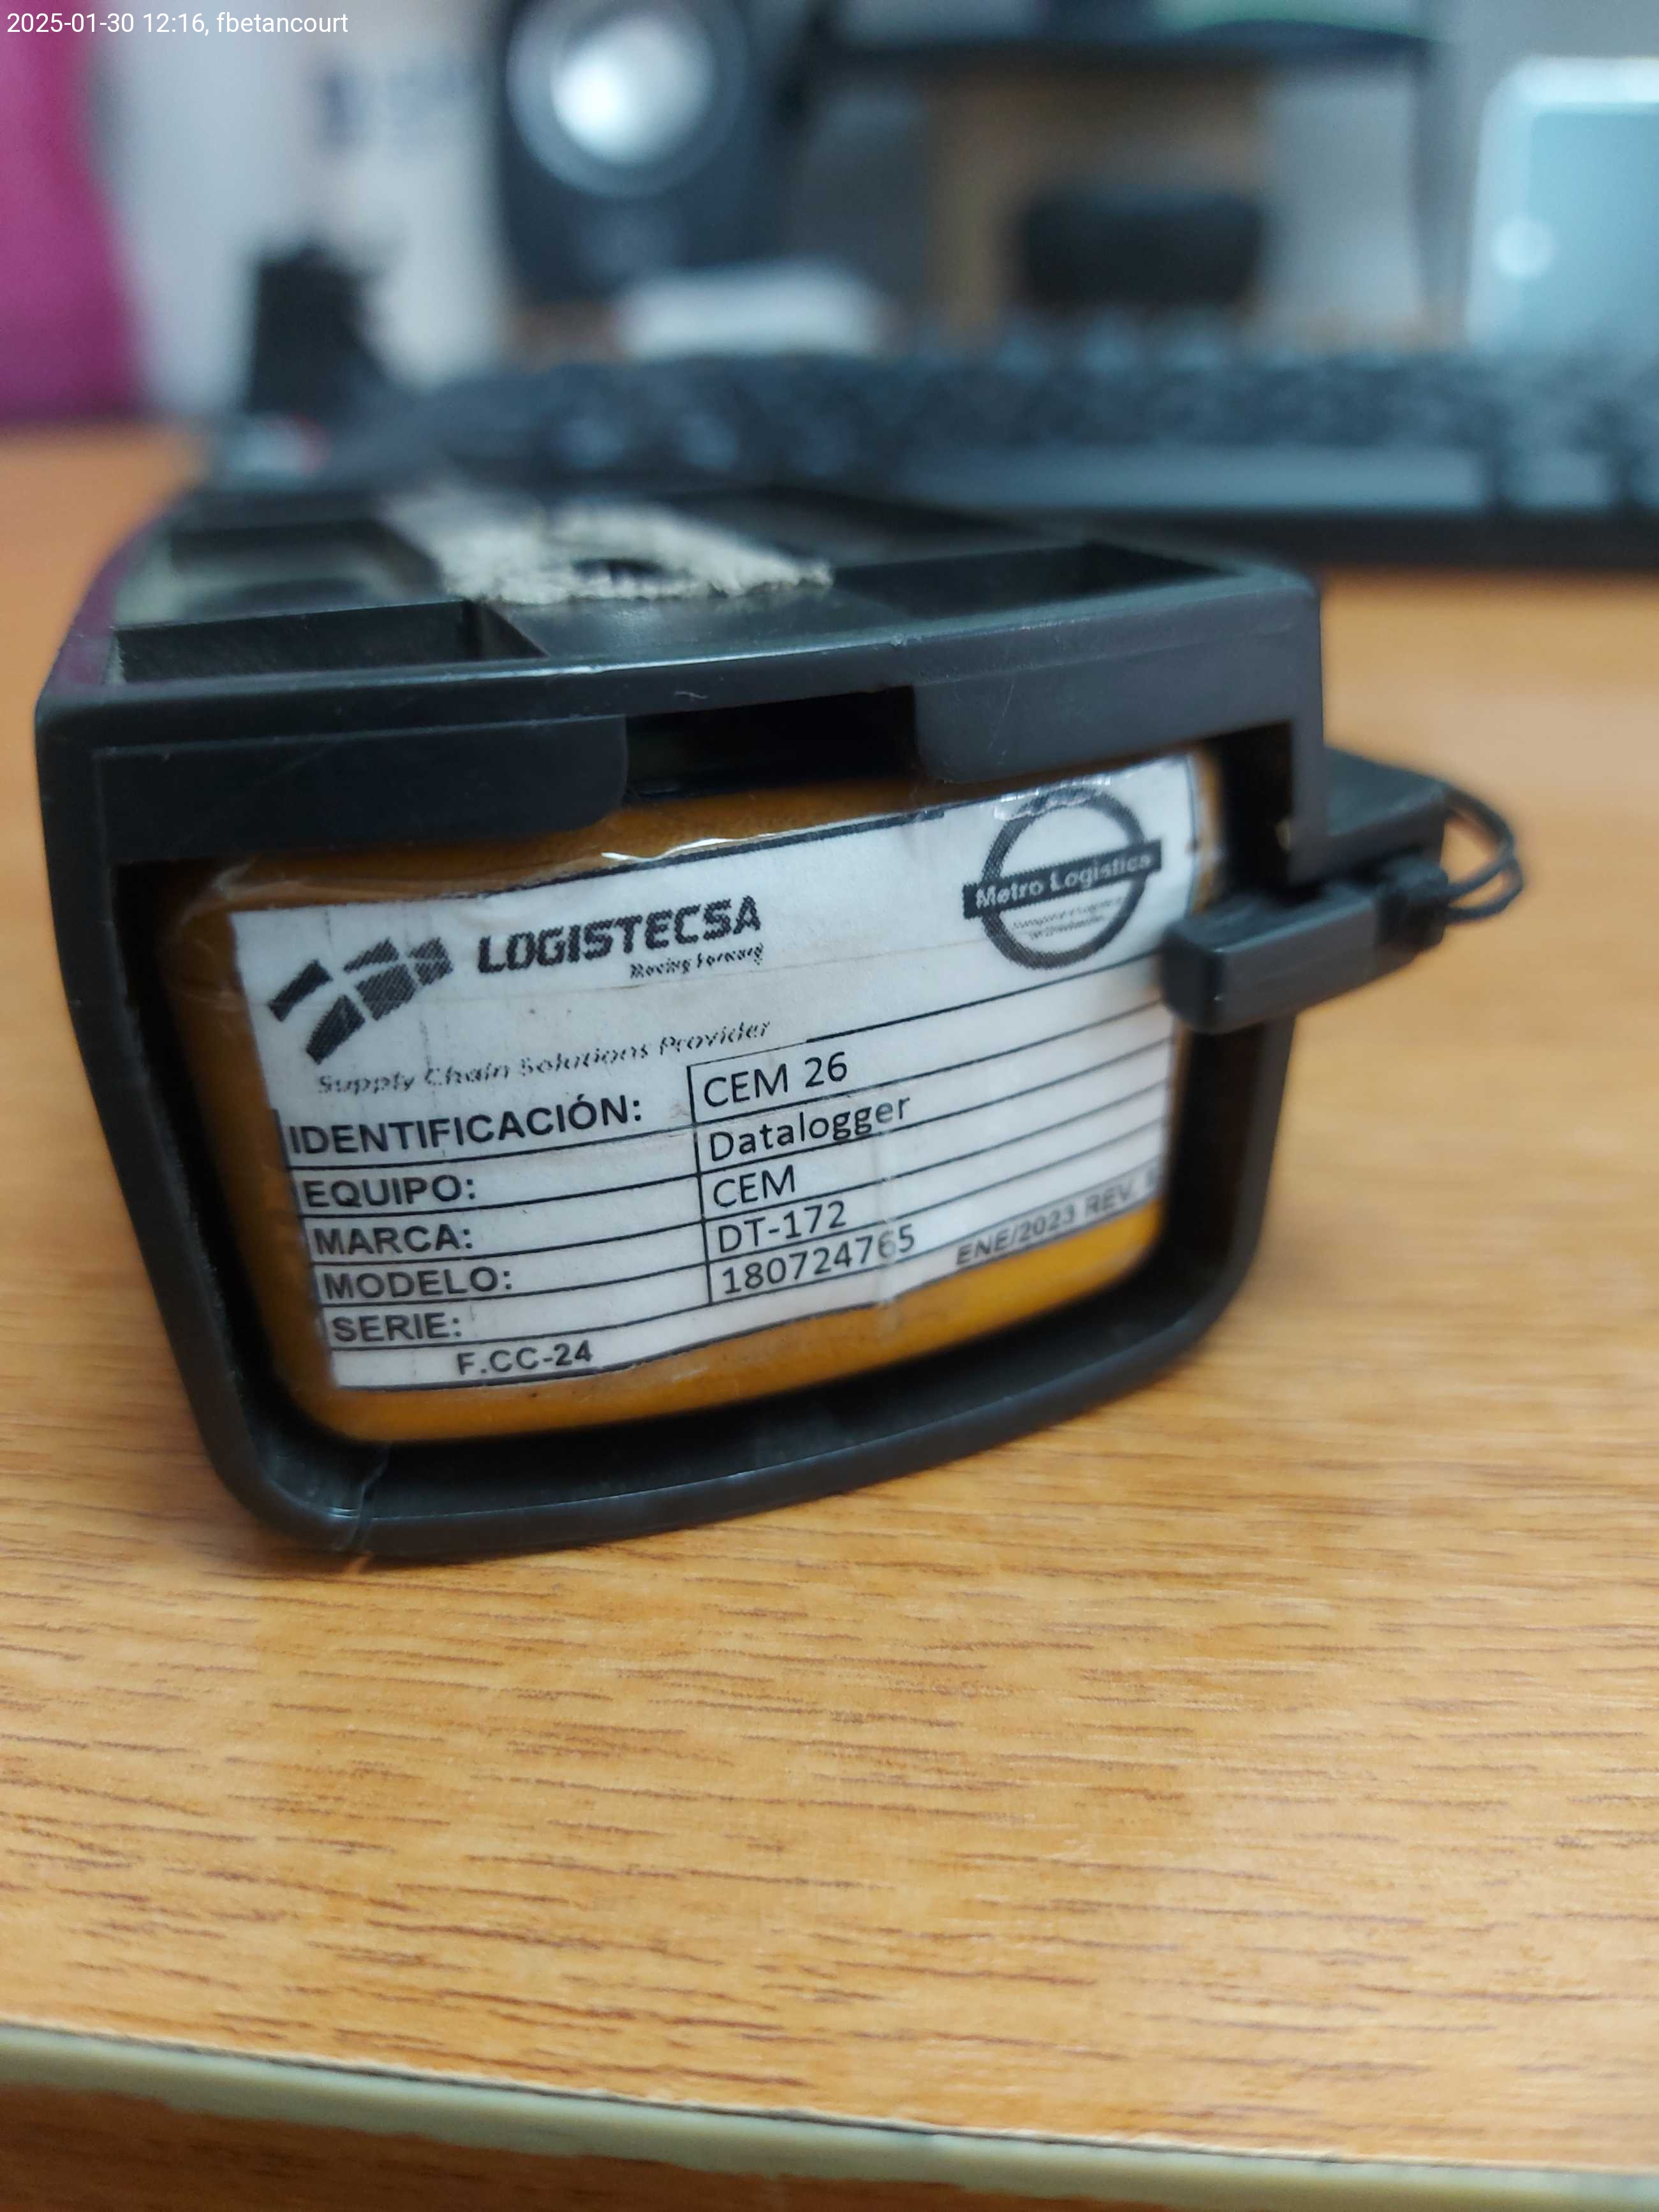 2025-01-30 12:16, fbetancourt
LOGISTECSA
Moving Forward
Metro Logistics
Supply Chain Solutions Provider
IDENTIFICACIÓN: CEM 26
EQUIPO: Datalogger
MARCA: CEM
MODELO: DT-172
SERIE: 180724765
F.CC-24 ENE/2023 REV.